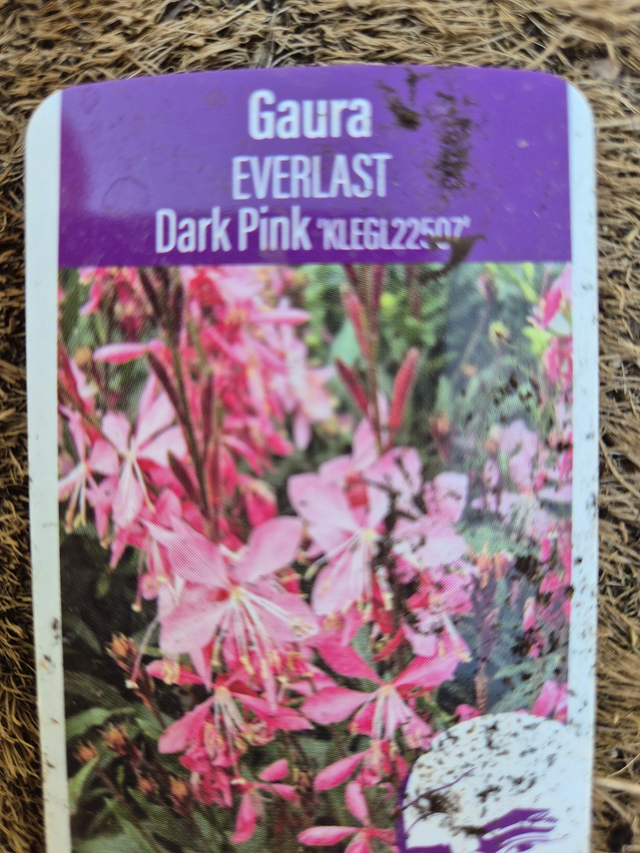 Gaura
EVERLAST
Dark Pink 'KLEGL22507'